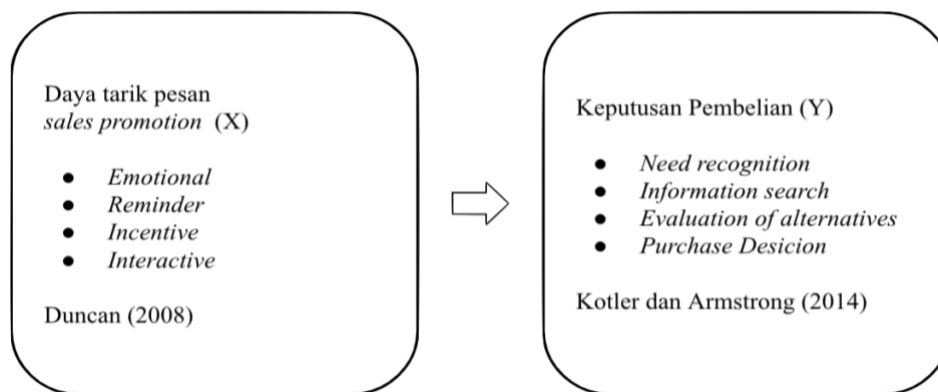 Daya tarik pesan
sales promotion (X)
● Emotional
● Reminder
● Incentive
● Interactive
Duncan (2008)
Keputusan Pembelian (Y)
● Need recognition
● Information search
● Evaluation of alternatives
● Purchase Desicion
Kotler dan Armstrong (2014)